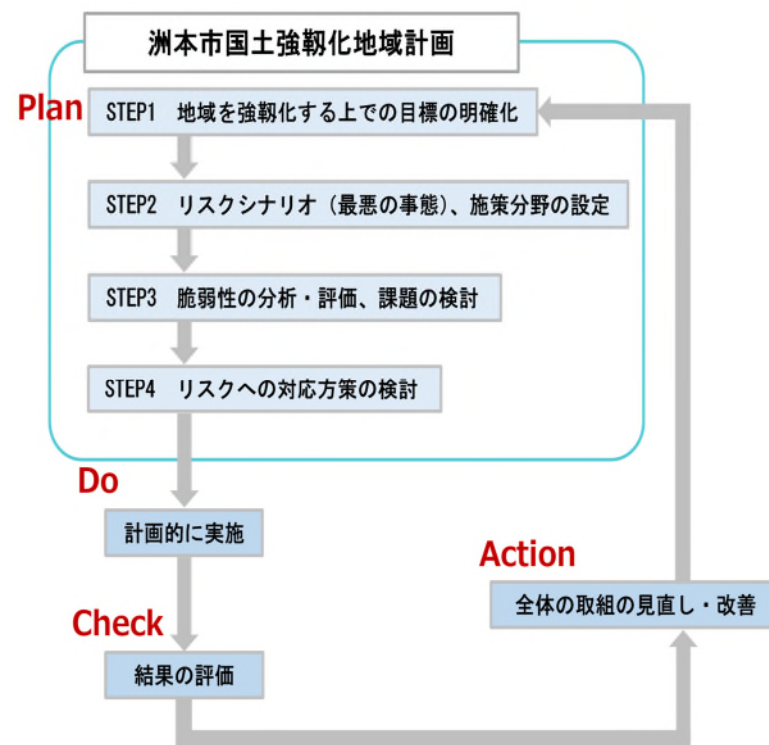 洲本市国土強靱化地域計画
Plan
STEP1 地域を強靱化する上での目標の明確化
STEP2 リスクシナリオ（最悪の事態）、施策分野の設定
STEP3 脆弱性の分析・評価、課題の検討
STEP4 リスクへの対応方策の検討
Do
計画的に実施
Check
結果の評価
Action
全体の取組の見直し・改善